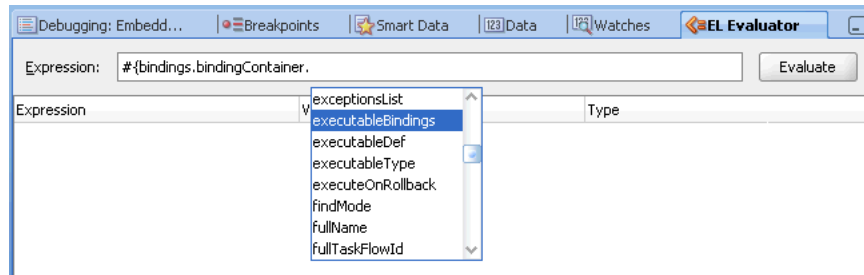 Debugging: Embedd... Breakpoints Smart Data 123 Data Watches EL Evaluator
Expression: #{bindings.bindingContainer. Evaluate
Expression V Type
exceptionsList
executableBindings
executableDef
executableType
executeOnRollback
findMode
fullName
fullTaskFlowId